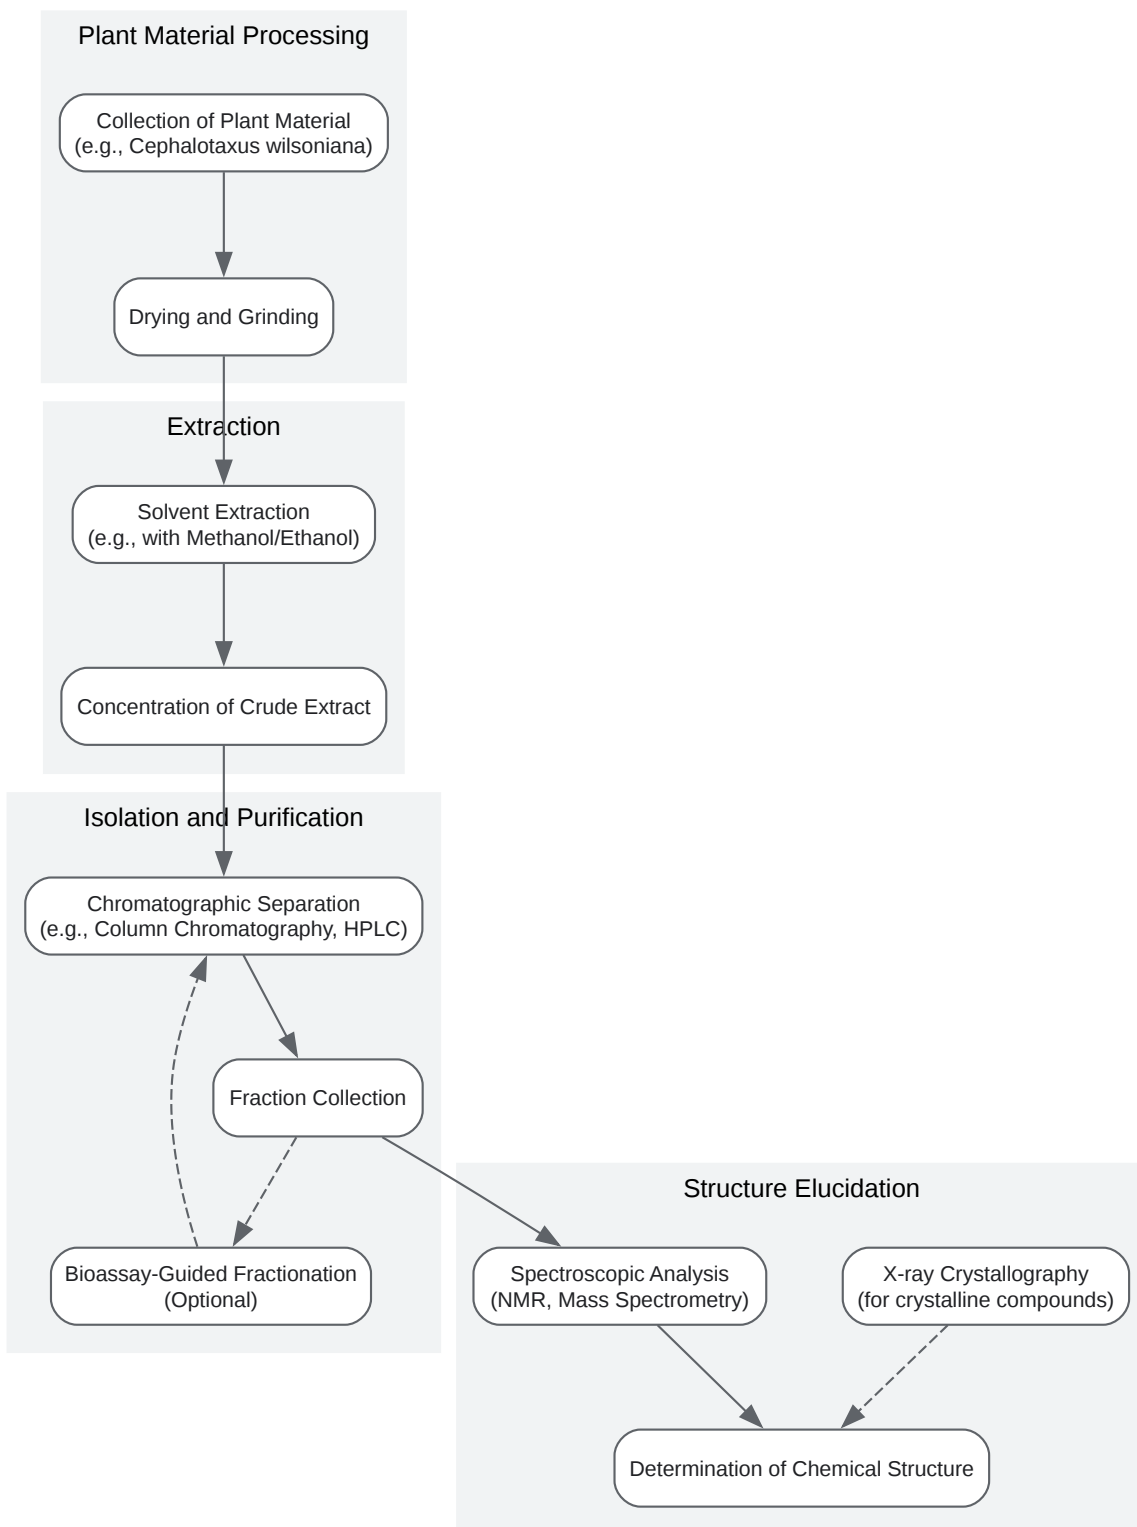 Plant Material Processing
Collection of Plant Material
(e.g., Cephalotaxus wilsoniana)
Drying and Grinding
Extraction
Solvent Extraction
(e.g., with Methanol/Ethanol)
Concentration of Crude Extract
Isolation and Purification
Chromatographic Separation
(e.g., Column Chromatography, HPLC)
Fraction Collection
Bioassay-Guided Fractionation
(Optional)
Structure Elucidation
Spectroscopic Analysis
(NMR, Mass Spectrometry)
X-ray Crystallography
(for crystalline compounds)
Determination of Chemical Structure